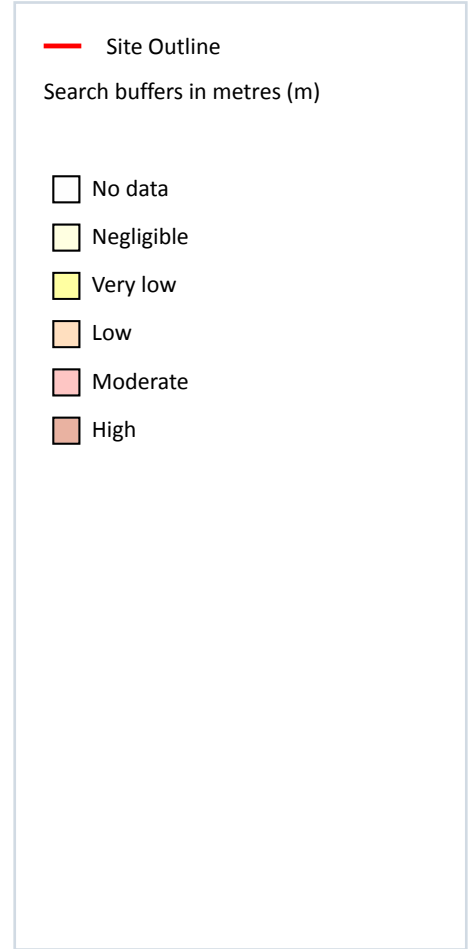 Site Outline
Search buffers in metres (m)
No data
Negligible
Very low
Low
Moderate
High